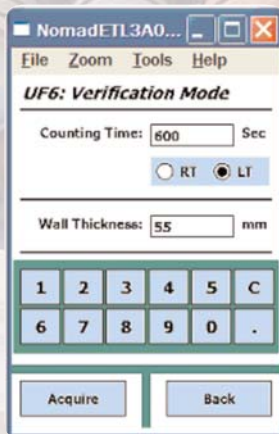 NomadETL3A0...
File Zoom Tools Help
UF6: Verification Mode
Counting Time: 600 Sec
RT LT
Wall Thickness: 55 mm
1 2 3 4 5 C
6 7 8 9 0 .
Acquire Back